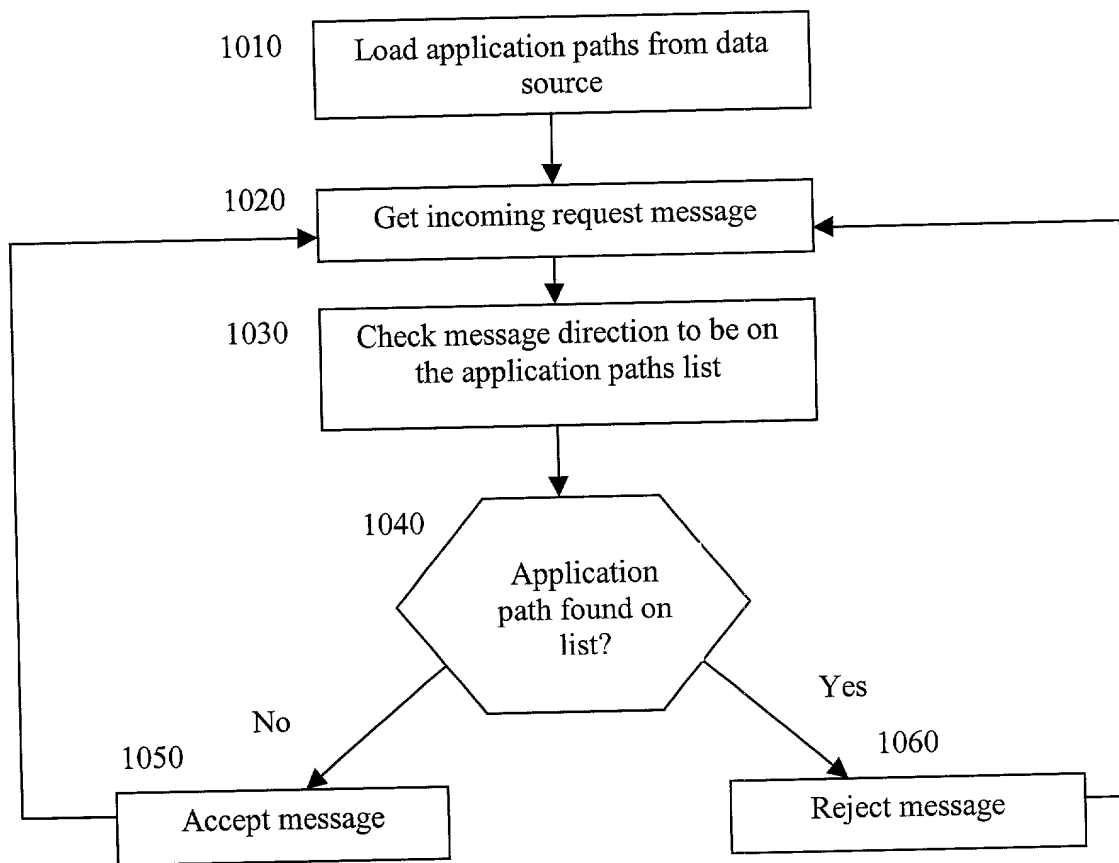 1010
Load application paths from data
source
1020
Get incoming request message
1030
Check message direction to be on
the application paths list
1040
Application
path found on
list?
No
Yes
1050
1060
Accept message
Reject message